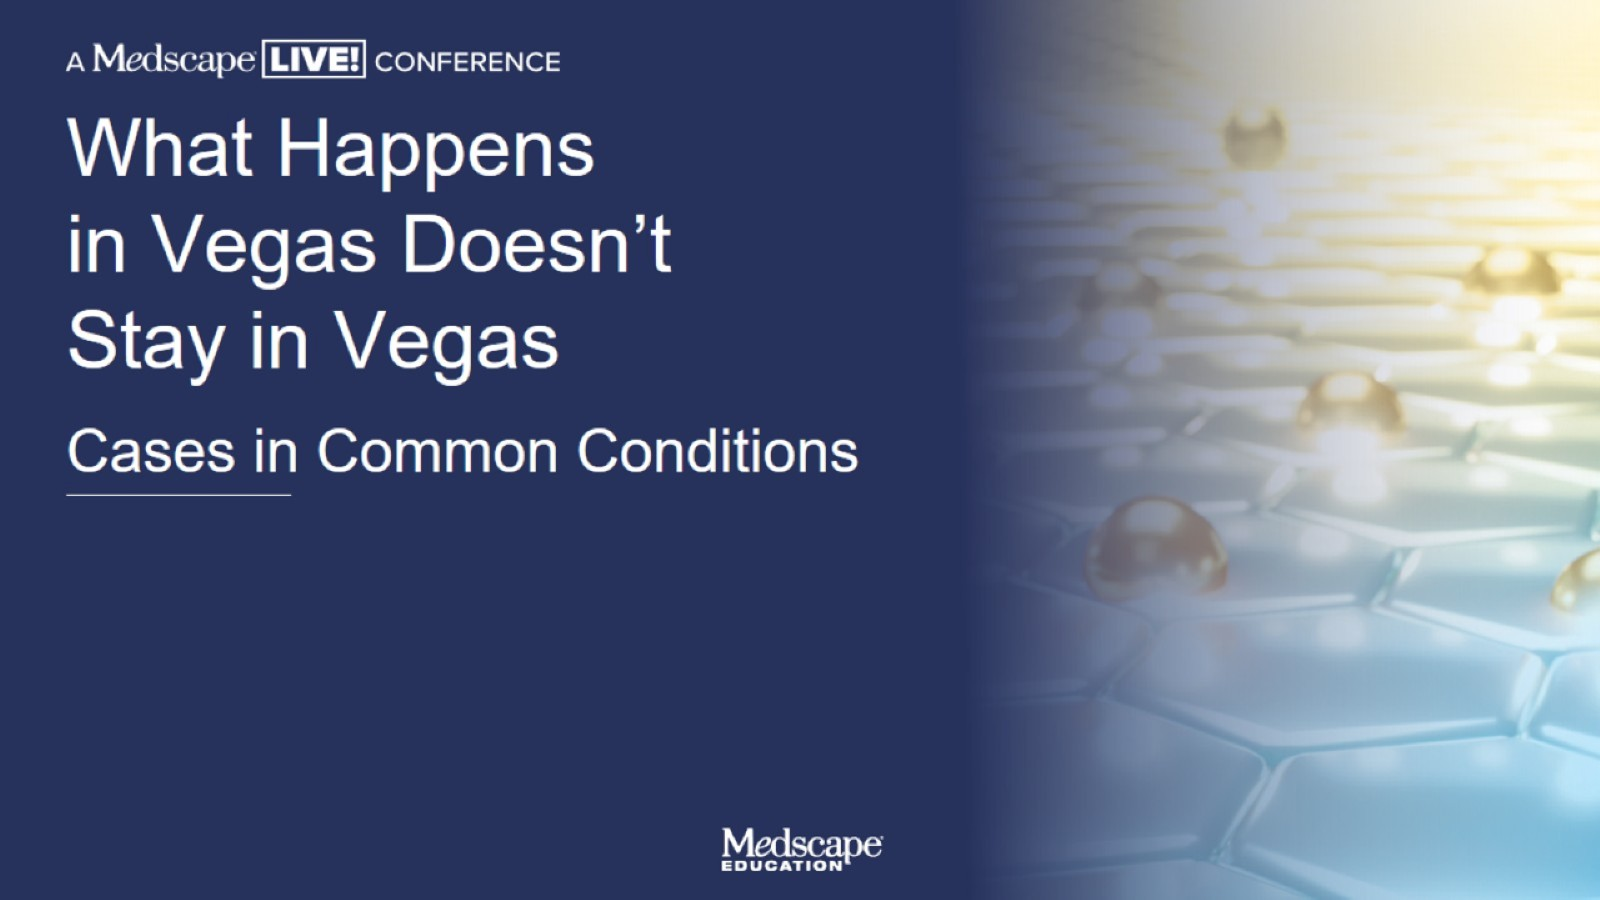 A Medscape LIVE! CONFERENCE
What Happens
in Vegas Doesn’t
Stay in Vegas
Cases in Common Conditions
Medscape
EDUCATION